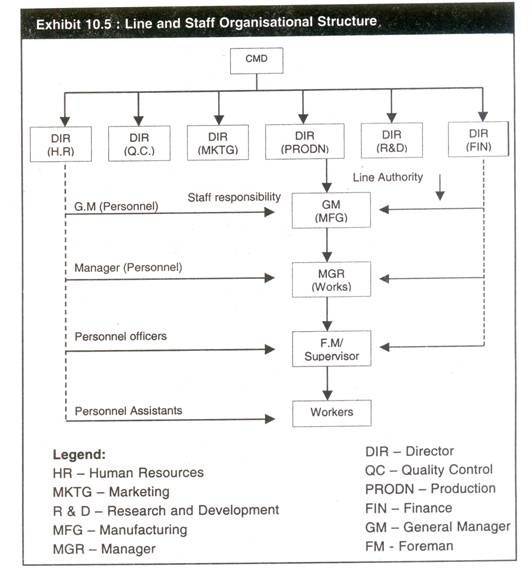 Exhibit 10.5 : Line and Staff Organisational Structure
CMD
DIR
(H.R)
DIR
(Q.C.)
DIR
(MKTG)
DIR
(PRODN)
DIR
(R&D)
DIR
(FIN)
Line Authority
Staff responsibility
G.M (Personnel)
GM
(MFG)
Manager (Personnel)
MGR
(Works)
Personnel officers
F.M/
Supervisor
Personnel Assistants
Workers
Legend:
HR – Human Resources
MKTG – Marketing
R & D – Research and Development
MFG – Manufacturing
MGR – Manager
DIR – Director
QC – Quality Control
PRODN – Production
FIN – Finance
GM – General Manager
FM - Foreman